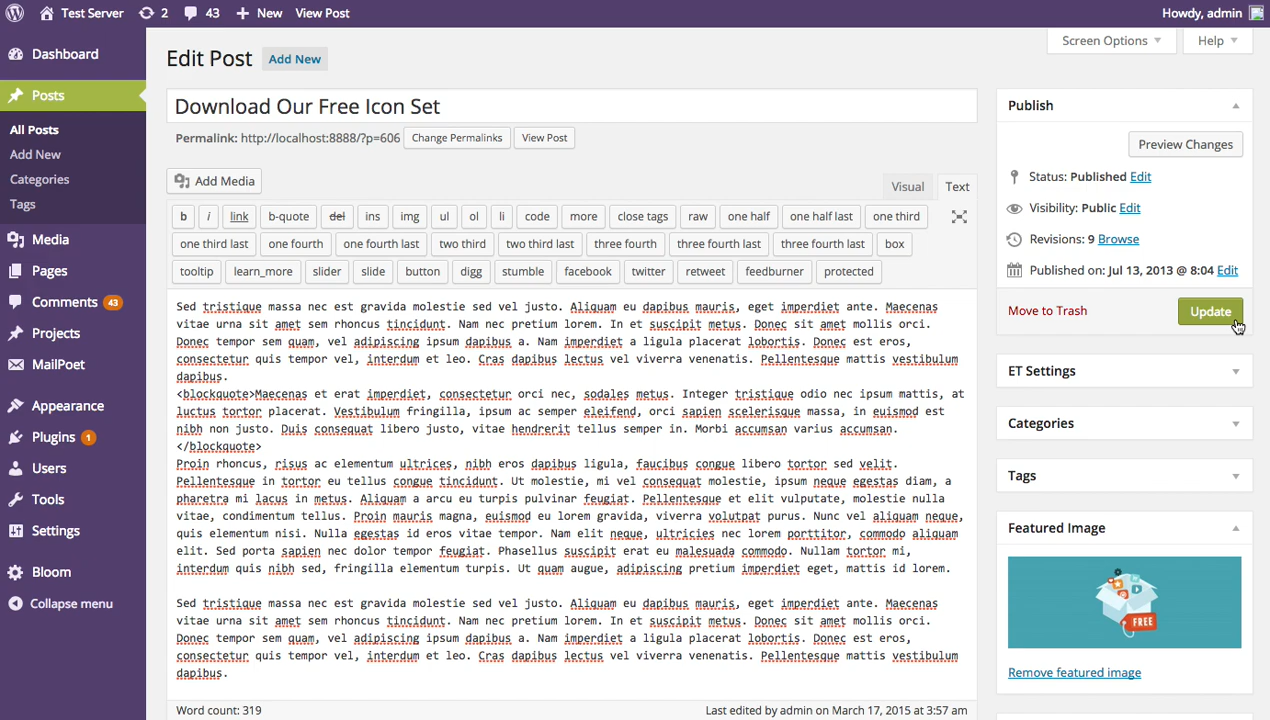 Test Server 2 43 New View Post Howdy, admin
Screen Options Help
Dashboard
Posts
All Posts
Add New
Categories
Tags
Media
Pages
Comments 43
Projects
MailPoet
Appearance
Plugins 1
Users
Tools
Settings
Bloom
Collapse menu
Edit Post Add New
Download Our Free Icon Set
Permalink: http://localhost:8888/?p=606 Change Permalinks View Post
Add Media
Visual Text
b i link b-quote del ins img ul ol li code more close tags raw one half one half last one third
one third last one fourth one fourth last two third two third last three fourth three fourth last three fourth last box
tooltip learn_more slider slide button digg stumble facebook twitter retweet feedburner protected
Sed tristique massa nec est gravida molestie sed vel justo. Aliquam eu dapibus mauris, eget imperdiet ante. Maecenas
vitae urna sit amet sem rhoncus tincidunt. Nam nec pretium lorem. In et suscipit metus. Donec sit amet mollis orci.
Donec tempor sem quam, vel adipiscing ipsum dapibus a. Nam imperdiet a ligula placerat lobortis. Donec est eros,
consectetur quis tempor vel, interdum et leo. Cras dapibus lectus vel viverra venenatis. Pellentesque mattis vestibulum
dapibus.
<blockquote>Maecenas et erat imperdiet, consectetur orci nec, sodales metus. Integer tristique odio nec ipsum mattis, at
luctus tortor placerat. Vestibulum fringilla, ipsum ac semper eleifend, orci sapien scelerisque massa, in euismod est
nibh non justo. Duis consequat libero justo, vitae hendrerit tellus semper in. Morbi accumsan varius accumsan.
</blockquote>
Proin rhoncus, risus ac elementum ultrices, nibh eros dapibus ligula, faucibus congue libero tortor sed velit.
Pellentesque in tortor eu tellus congue tincidunt. Ut molestie, mi vel consequat molestie, ipsum neque egestas diam, a
pharetra mi lacus in metus. Aliquam a arcu eu turpis pulvinar feugiat. Pellentesque et elit vulputate, molestie nulla
vitae, condimentum tellus. Proin mauris magna, euismod eu lorem gravida, viverra volutpat purus. Nunc vel aliquam neque,
quis elementum nisi. Nulla egestas id eros vitae tempor. Nam elit neque, ultricies nec lorem porttitor, commodo aliquam
elit. Sed porta sapien nec dolor tempor feugiat. Phasellus suscipit erat eu malesuada commodo. Nullam tortor mi,
interdum quis nibh sed, fringilla elementum turpis. Ut quam augue, adipiscing pretium imperdiet eget, mattis id lorem.
Sed tristique massa nec est gravida molestie sed vel justo. Aliquam eu dapibus mauris, eget imperdiet ante. Maecenas
vitae urna sit amet sem rhoncus tincidunt. Nam nec pretium lorem. In et suscipit metus. Donec sit amet mollis orci.
Donec tempor sem quam, vel adipiscing ipsum dapibus a. Nam imperdiet a ligula placerat lobortis. Donec est eros,
consectetur quis tempor vel, interdum et leo. Cras dapibus lectus vel viverra venenatis. Pellentesque mattis vestibulum
dapibus.
Word count: 319 Last edited by admin on March 17, 2015 at 3:57 am
Publish
Preview Changes
Status: Published Edit
Visibility: Public Edit
Revisions: 9 Browse
Published on: Jul 13, 2013 @ 8:04 Edit
Move to Trash Update
ET Settings
Categories
Tags
Featured Image
FREE
Remove featured image